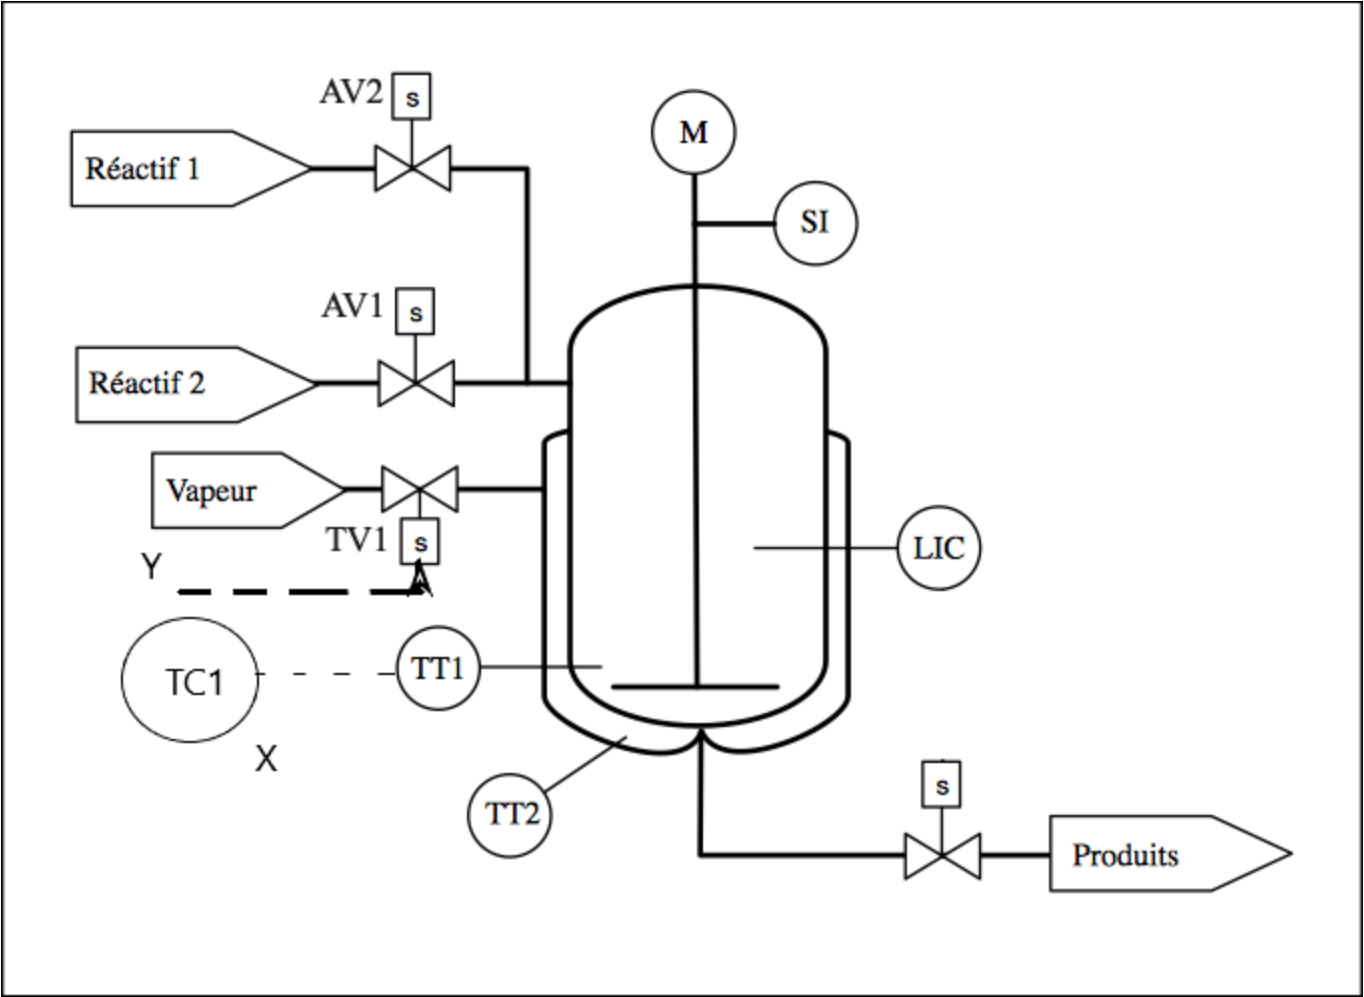 AV2
s
M
Réactif 1
SI
AV1
s
Réactif 2
Vapeur
TV1
s
LIC
Y
TC1
TT1
X
TT2
s
Produits